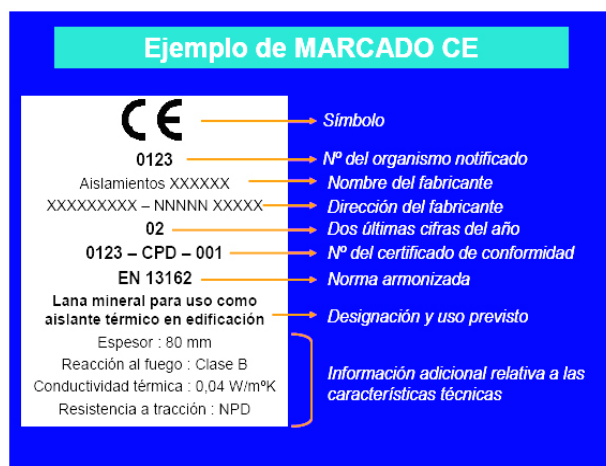 Ejemplo de MARCADO CE
CE
Símbolo
0123
Nº del organismo notificado
Aislamientos XXXXXX
Nombre del fabricante
XXXXXXXXX – NNNNN XXXXX
Dirección del fabricante
02
Dos últimas cifras del año
0123 – CPD – 001
Nº del certificado de conformidad
EN 13162
Norma armonizada
Lana mineral para uso como
aislante térmico en edificación
Designación y uso previsto
Espesor : 80 mm
Reacción al fuego : Clase B
Conductividad térmica : 0,04 W/mºK
Resistencia a tracción : NPD
Información adicional relativa a las
características técnicas